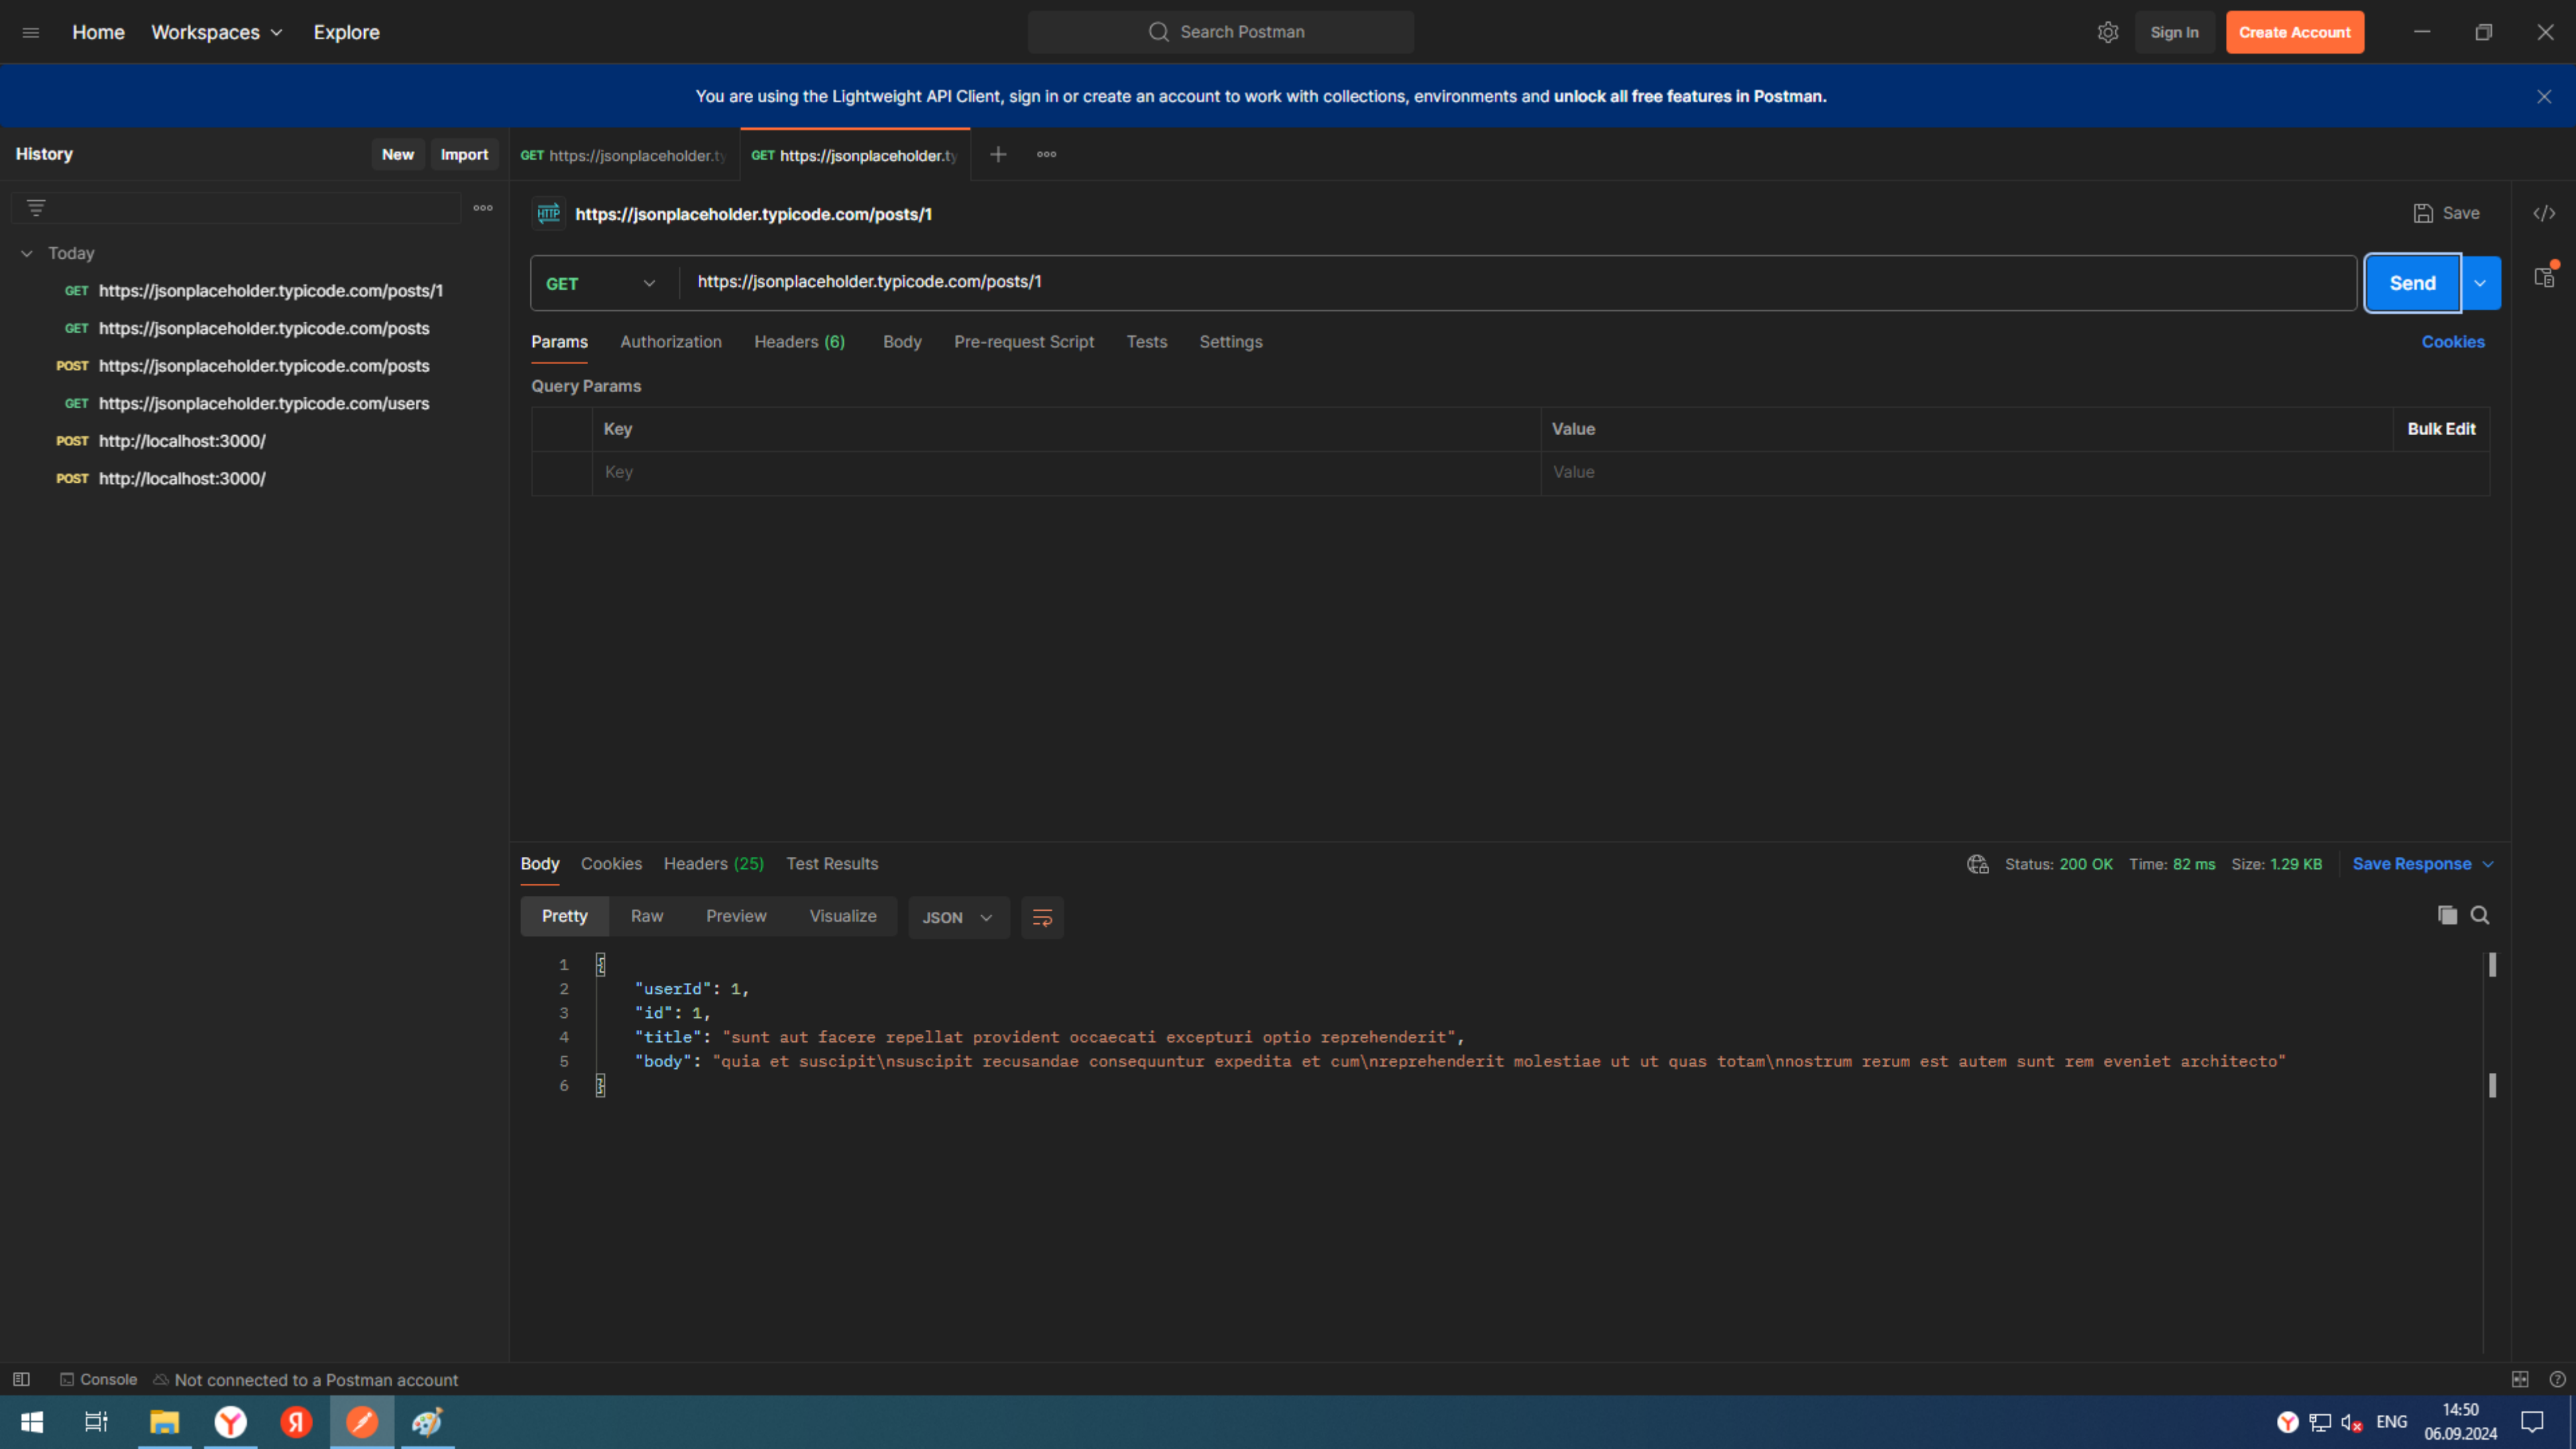 Home Workspaces Explore Search Postman Sign In Create Account
You are using the Lightweight API Client, sign in or create an account to work with collections, environments and unlock all free features in Postman.
History New Import GET https://jsonplaceholder.ty GET https://jsonplaceholder.ty
HTTP https://jsonplaceholder.typicode.com/posts/1 Save
Today
GET https://jsonplaceholder.typicode.com/posts/1
GET https://jsonplaceholder.typicode.com/posts
POST https://jsonplaceholder.typicode.com/posts
GET https://jsonplaceholder.typicode.com/users
POST http://localhost:3000/
POST http://localhost:3000/
GET https://jsonplaceholder.typicode.com/posts/1 Send
Params Authorization Headers (6) Body Pre-request Script Tests Settings Cookies
Query Params
Key Value Bulk Edit
Key Value
Body Cookies Headers (25) Test Results Status: 200 OK Time: 82 ms Size: 1.29 KB Save Response
Pretty Raw Preview Visualize JSON
1 {
2 "userId": 1,
3 "id": 1,
4 "title": "sunt aut facere repellat provident occaecati excepturi optio reprehenderit",
5 "body": "quia et suscipit\nsuscipit recusandae consequuntur expedita et cum\nreprehenderit molestiae ut ut quas totam\nnostrum rerum est autem sunt rem eveniet architecto"
6 }
Console Not connected to a Postman account
Я ENG 14:50
06.09.2024